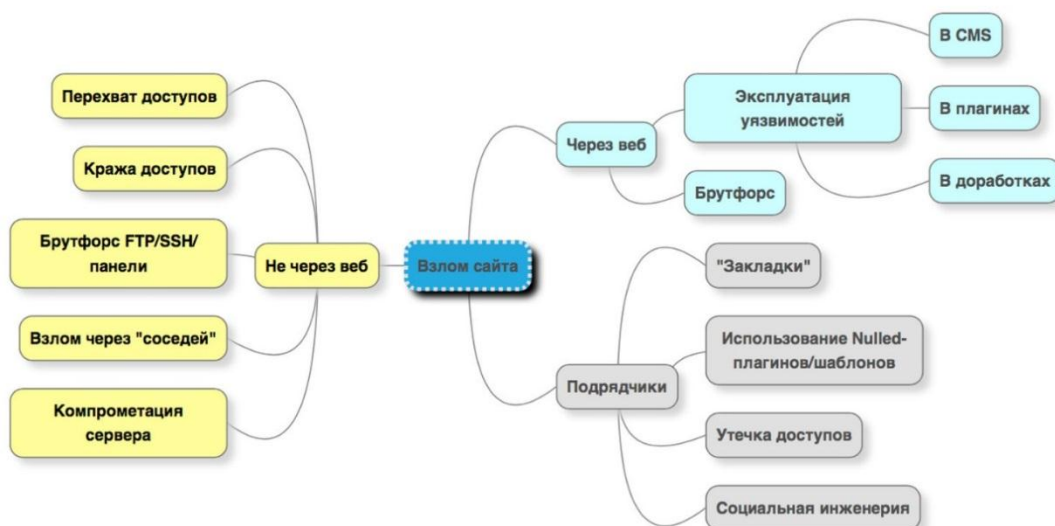 Перехват доступов
Кража доступов
Брутфорс FTP/SSH/
панели
Взлом через "соседей"
Компрометация
сервера
Не через веб
Взлом сайта
Через веб
Эксплуатация
уязвимостей
Брутфорс
В CMS
В плагинах
В доработках
Подрядчики
"Закладки"
Использование Nulled-
плагинов/шаблонов
Утечка доступов
Социальная инженерия